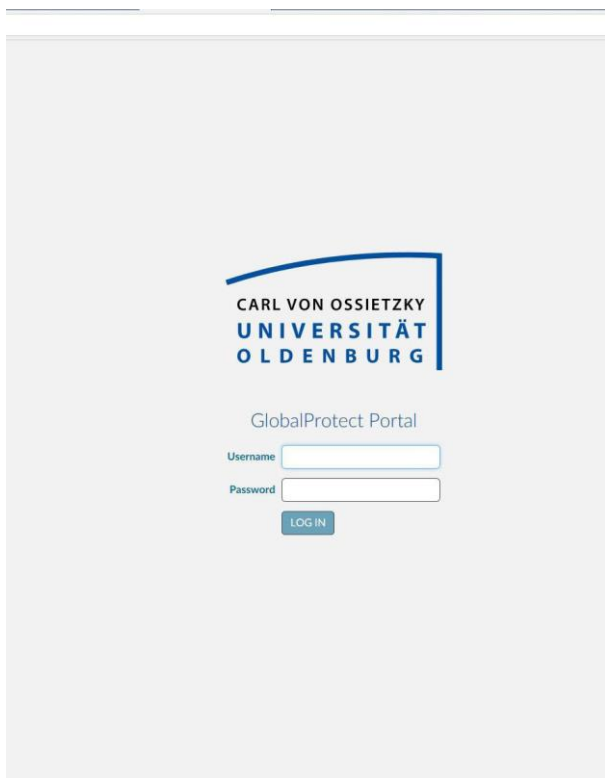 CARL VON OSSIETZKY
UNIVERSITÄT
OLDENBURG
GlobalProtect Portal
Username
Password
LOG IN